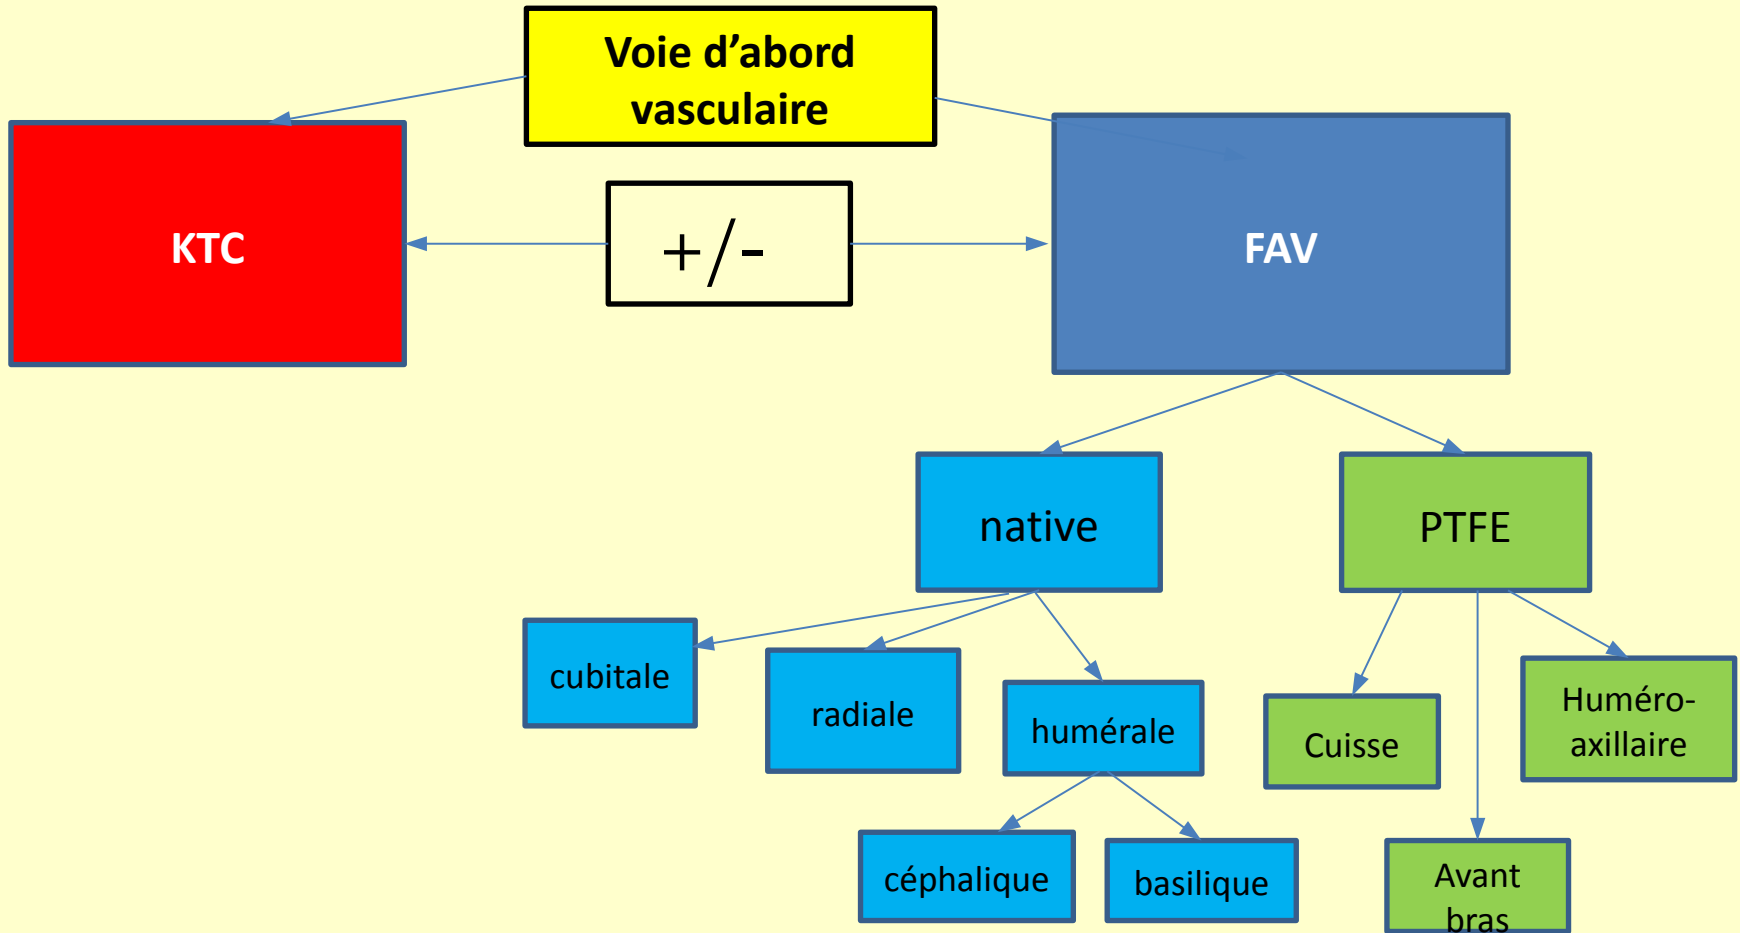 Voie d’abord
vasculaire
KTC
+/-
FAV
native
PTFE
cubitale
radiale
humérale
Cuisse
Huméro-
axillaire
céphalique
basilique
Avant
bras